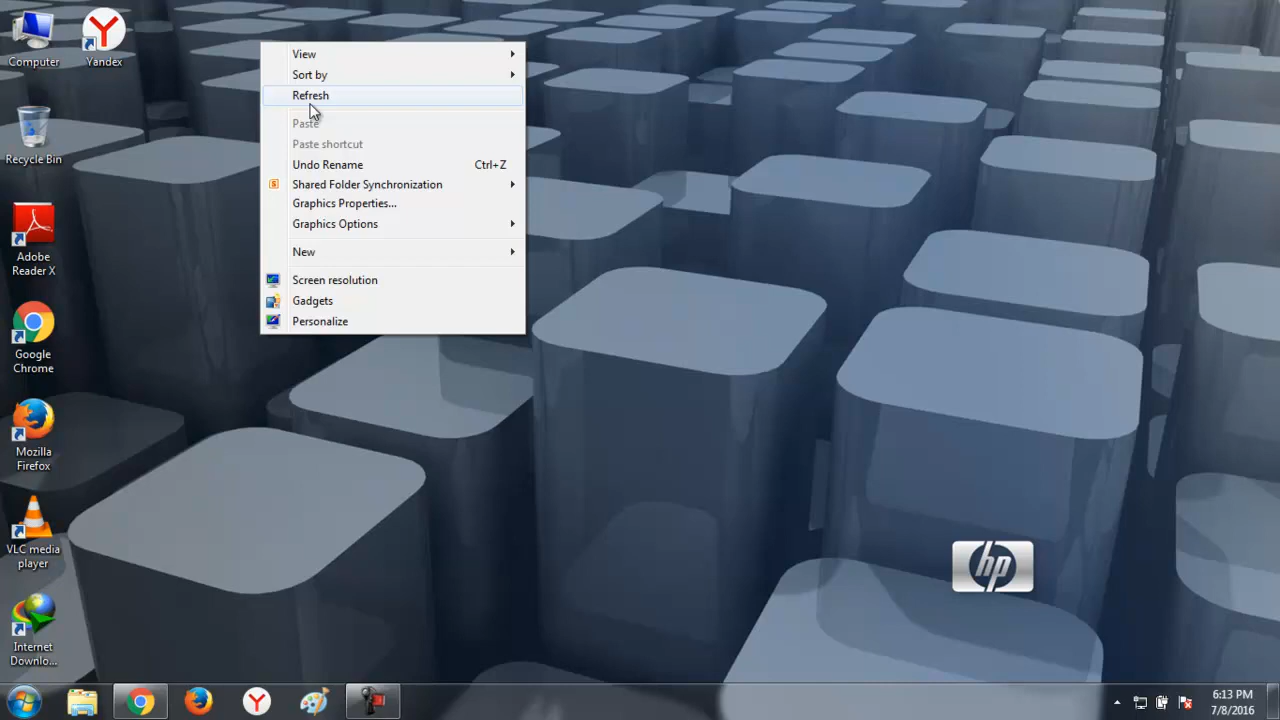 Computer
Yandex
Recycle Bin
Adobe
Reader X
Google
Chrome
Mozilla
Firefox
VLC media
player
Internet
Downlo...
View
Sort by
Refresh
Paste
Paste shortcut
Undo Rename Ctrl+Z
Shared Folder Synchronization
Graphics Properties...
Graphics Options
New
Screen resolution
Gadgets
Personalize
hp
6:13 PM
7/8/2016